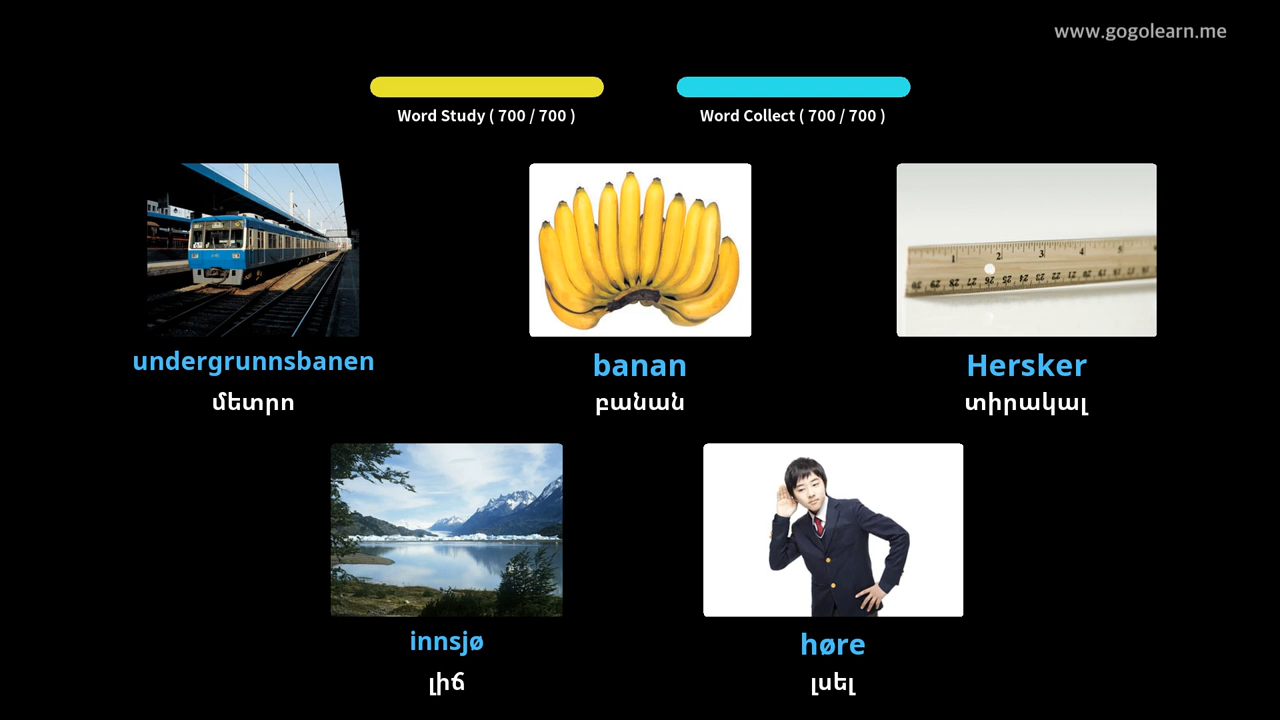 www.gogolearn.me
Word Study ( 700 / 700 )
Word Collect ( 700 / 700 )
undergrunnsbanen
մետրո
banan
բանան
Hersker
տիրակալ
innsjø
լիճ
høre
լսել